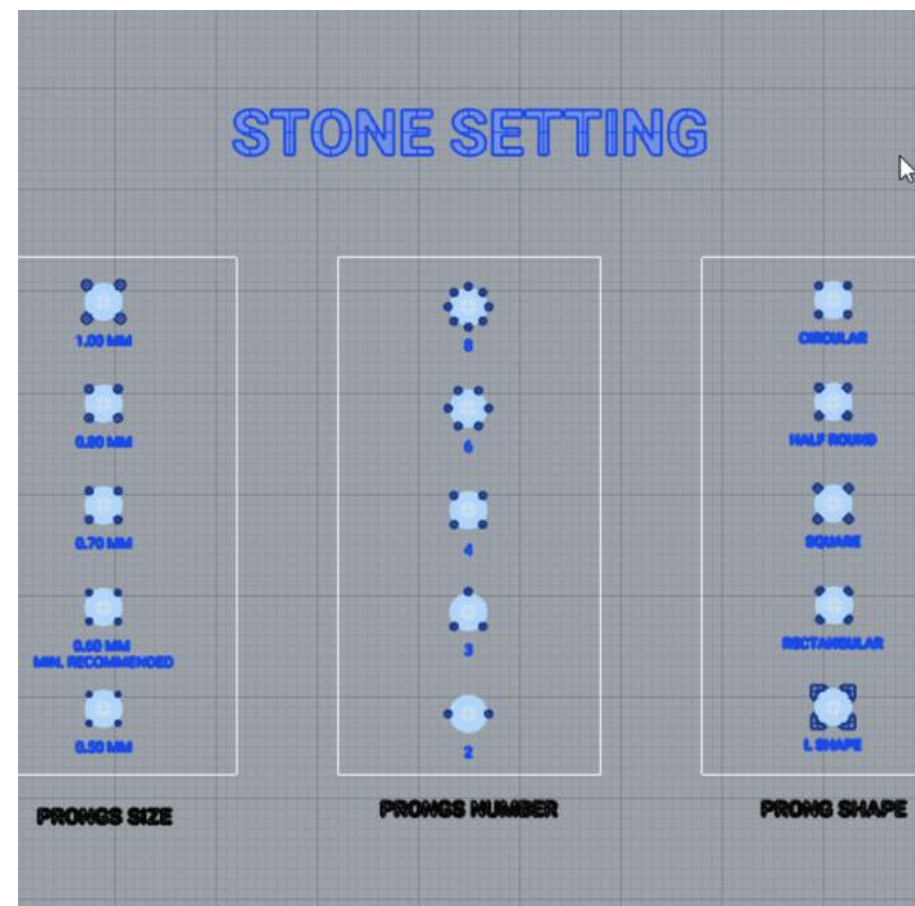 STONE SETTING
1.00 MM
0.80 MM
0.70 MM
0.60 MM
MIN. RECOMMENDED
0.50 MM
PRONGS SIZE
8
6
4
3
2
PRONGS NUMBER
CIRCULAR
HALF ROUND
SQUARE
RECTANGULAR
L SHAPE
PRONG SHAPE